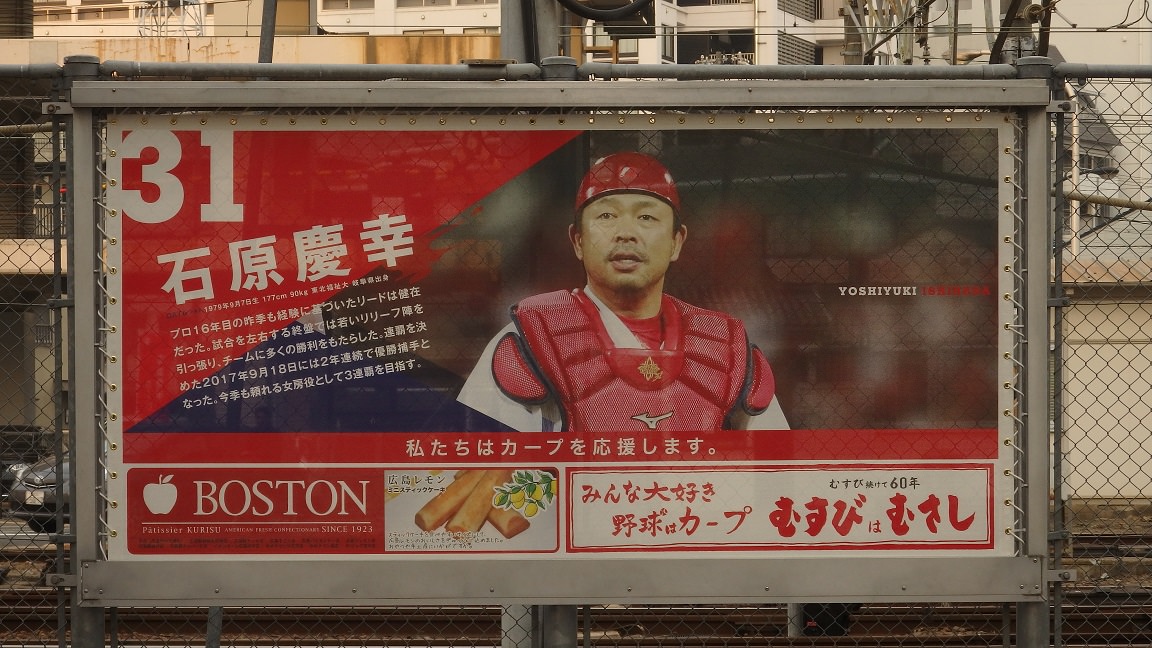 31
石原慶幸
1979年9月7日生 177cm 90kg 東北福祉大 岐阜県出身
プロ16年目の昨季も経験に基づいたリードは健在
だった。試合を左右する終盤では若いリリーフ陣を
引っ張り、チームに多くの勝利をもたらした。連覇を決
めた2017年9月18日には2年連続で優勝捕手と
なった。今季も頼れる女房役として3連覇を目指す。
YOSHIYUKI ISHIHARA
私たちはカープを応援します。
BOSTON
Pâtissier KURISU AMERICAN FRESH CONFECTIONARY SINCE 1923
広島レモン
ミニスティックケーキ
みんな大好き
野球はカープ
むすび続けて60年
むすびはむさし